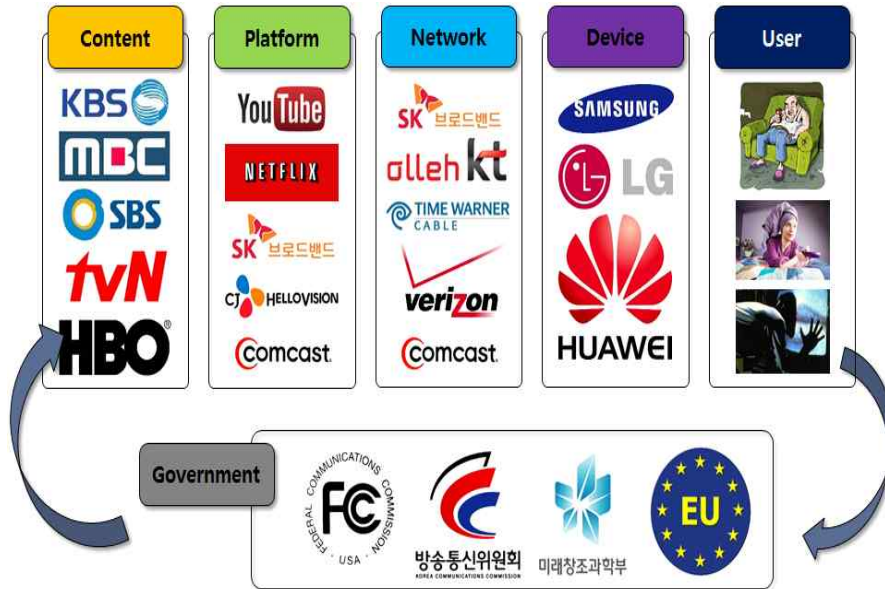 Content
KBS
MBC
SBS
tvN
HBO®
Platform
YouTube
NETFLIX
SK 브로드밴드
CJ HELLOVISION
Comcast.
Network
SK 브로드밴드
olleh kt
TIME WARNER
CABLE
verizon
Comcast.
Device
SAMSUNG
LG
HUAWEI
User
Government
FEDERAL COMMUNICATIONS COMMISSION
· USA ·
FCC
방송통신위원회
KOREA COMMUNICATIONS COMMISSION
미래창조과학부
EU